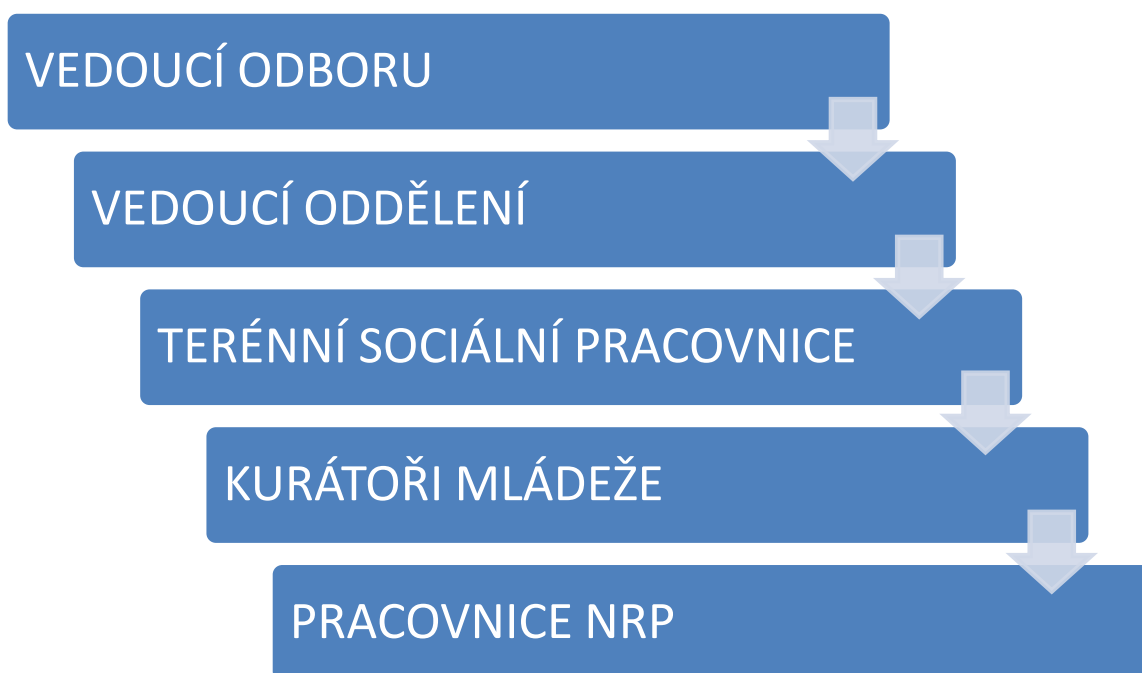 VEDOUCÍ ODBORU
VEDOUCÍ ODDĚLENÍ
TERÉNNÍ SOCIÁLNÍ PRACOVNICE
KURÁTOŘI MLÁDEŽE
PRACOVNICE NRP